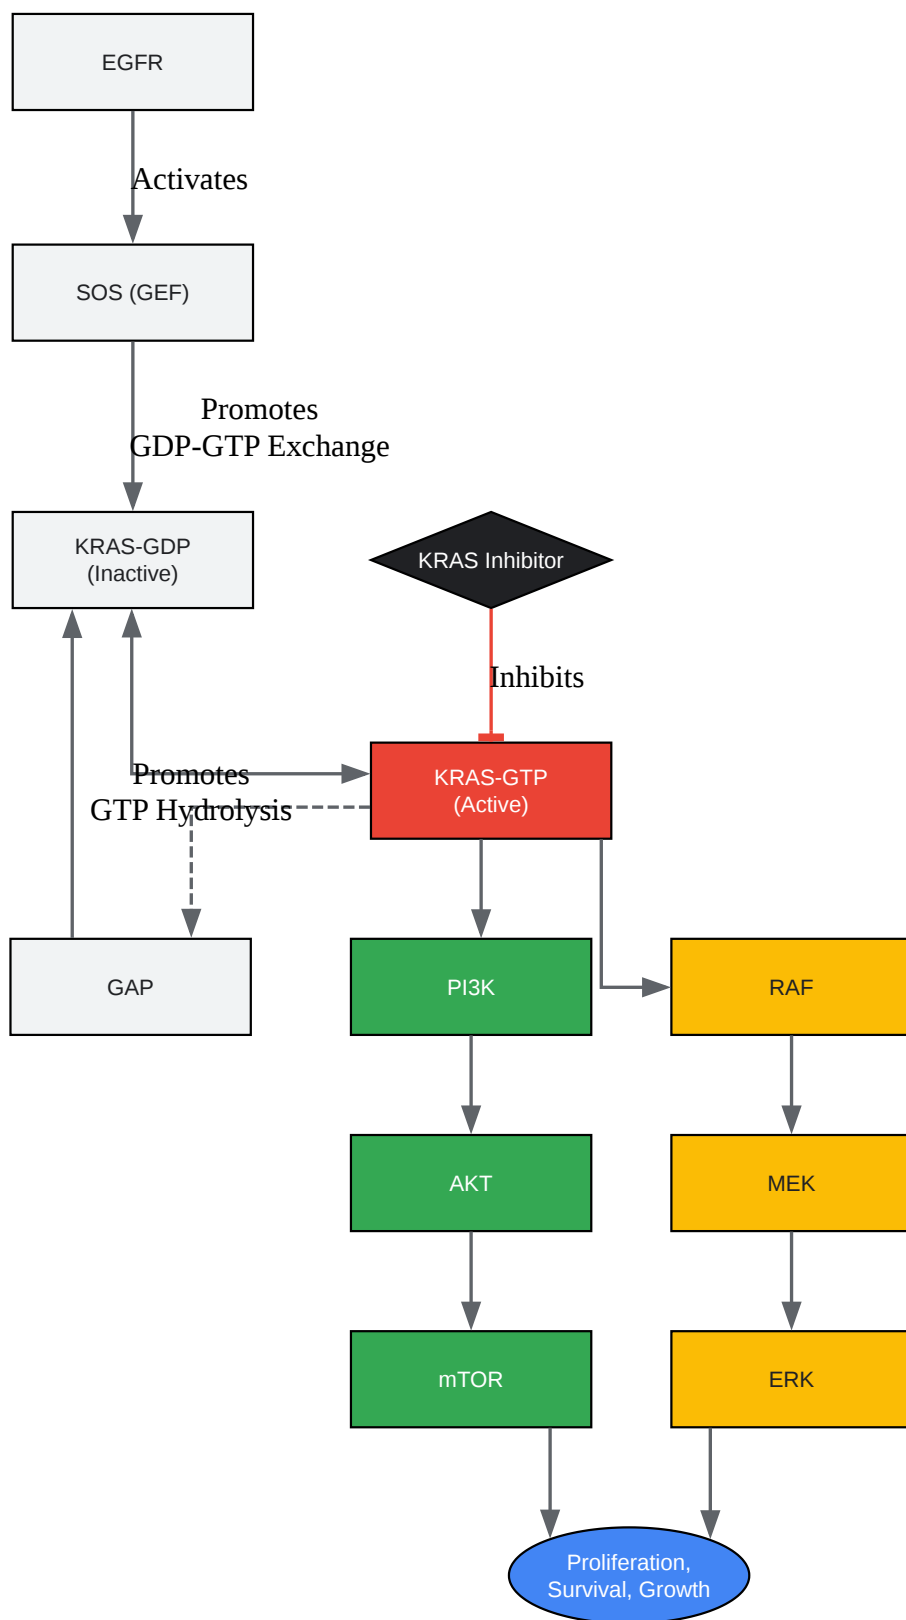 EGFR
Activates
SOS (GEF)
Promotes
GDP-GTP Exchange
KRAS-GDP
(Inactive)
KRAS Inhibitor
Inhibits
Promotes
GTP Hydrolysis
KRAS-GTP
(Active)
GAP
PI3K
RAF
AKT
MEK
mTOR
ERK
Proliferation,
Survival, Growth